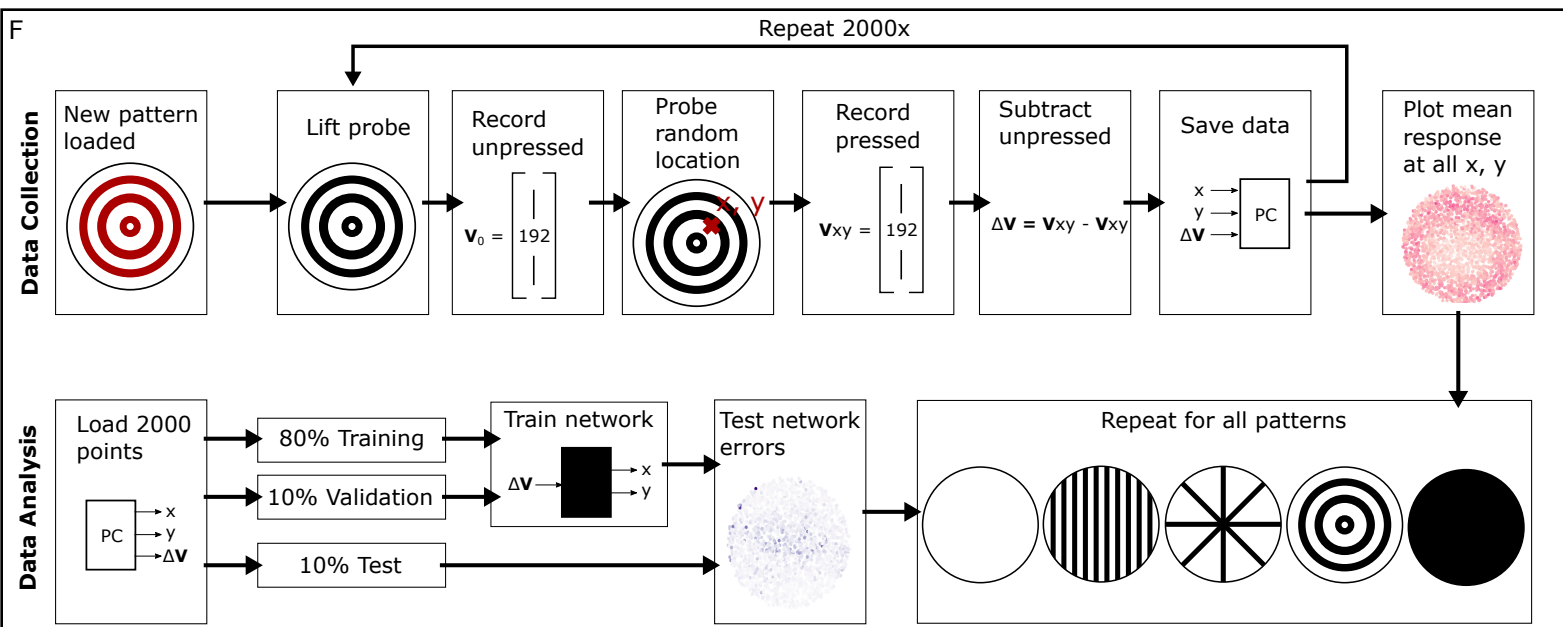 F
Repeat 2000x
Data Collection
New pattern
loaded
Lift probe
Record
unpressed
V₀ = [192]
Probe
random
location
x, y
Record
pressed
Vxy = [192]
Subtract
unpressed
ΔV = Vxy - Vxy
Save data
x
y
ΔV
PC
Plot mean
response
at all x, y
Data Analysis
Load 2000
points
PC
x
y
ΔV
80% Training
10% Validation
10% Test
Train network
ΔV
x
y
Test network
errors
Repeat for all patterns